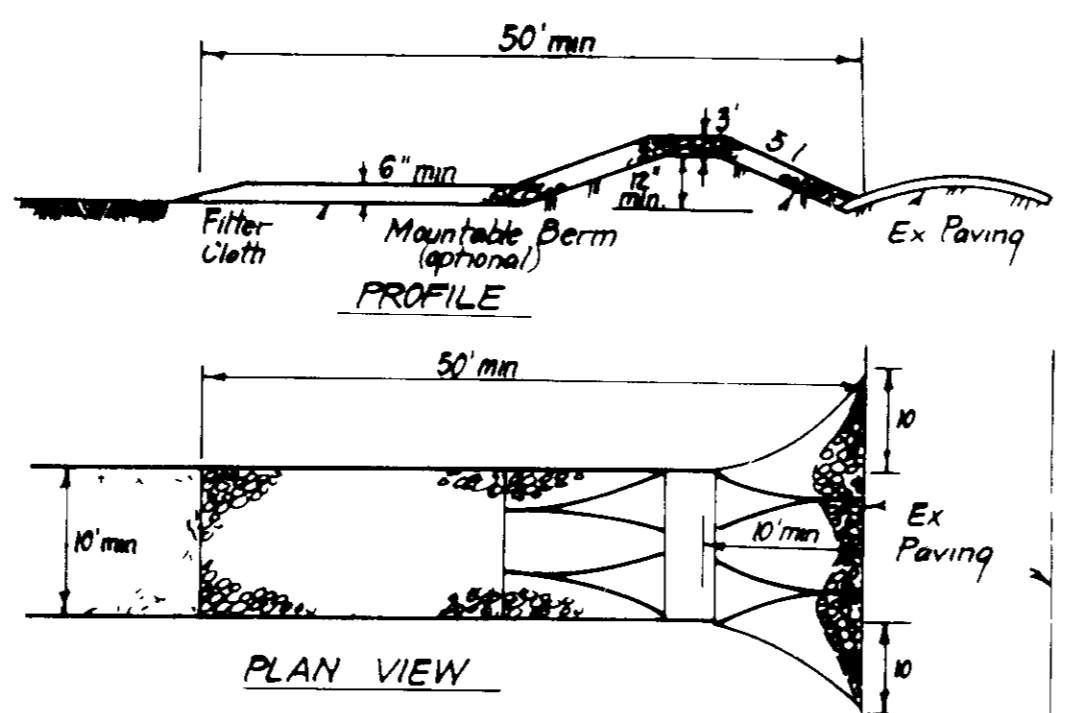 50' min
3'
5 1
6" min
12"
min.
Filter
Cloth
Mountable Berm
(optional)
Ex Paving
PROFILE
50' min
10
10' min
10' min
Ex
Paving
10
PLAN VIEW